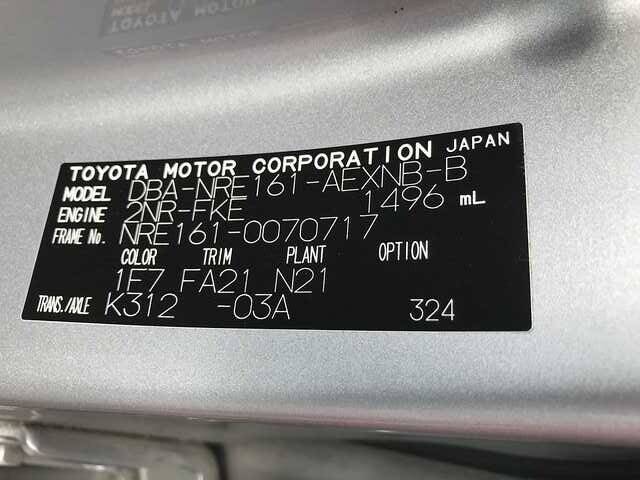 TOYOTA MOTOR CORPORATION JAPAN
MODEL DBA-NRE161-AEXNB-B
ENGINE 2NR-FKE 1496 mL
FRAME No. NRE161-0070717
COLOR TRIM PLANT OPTION
1F7 FA21 N21
TRANS./AXLE K312 -03A 324